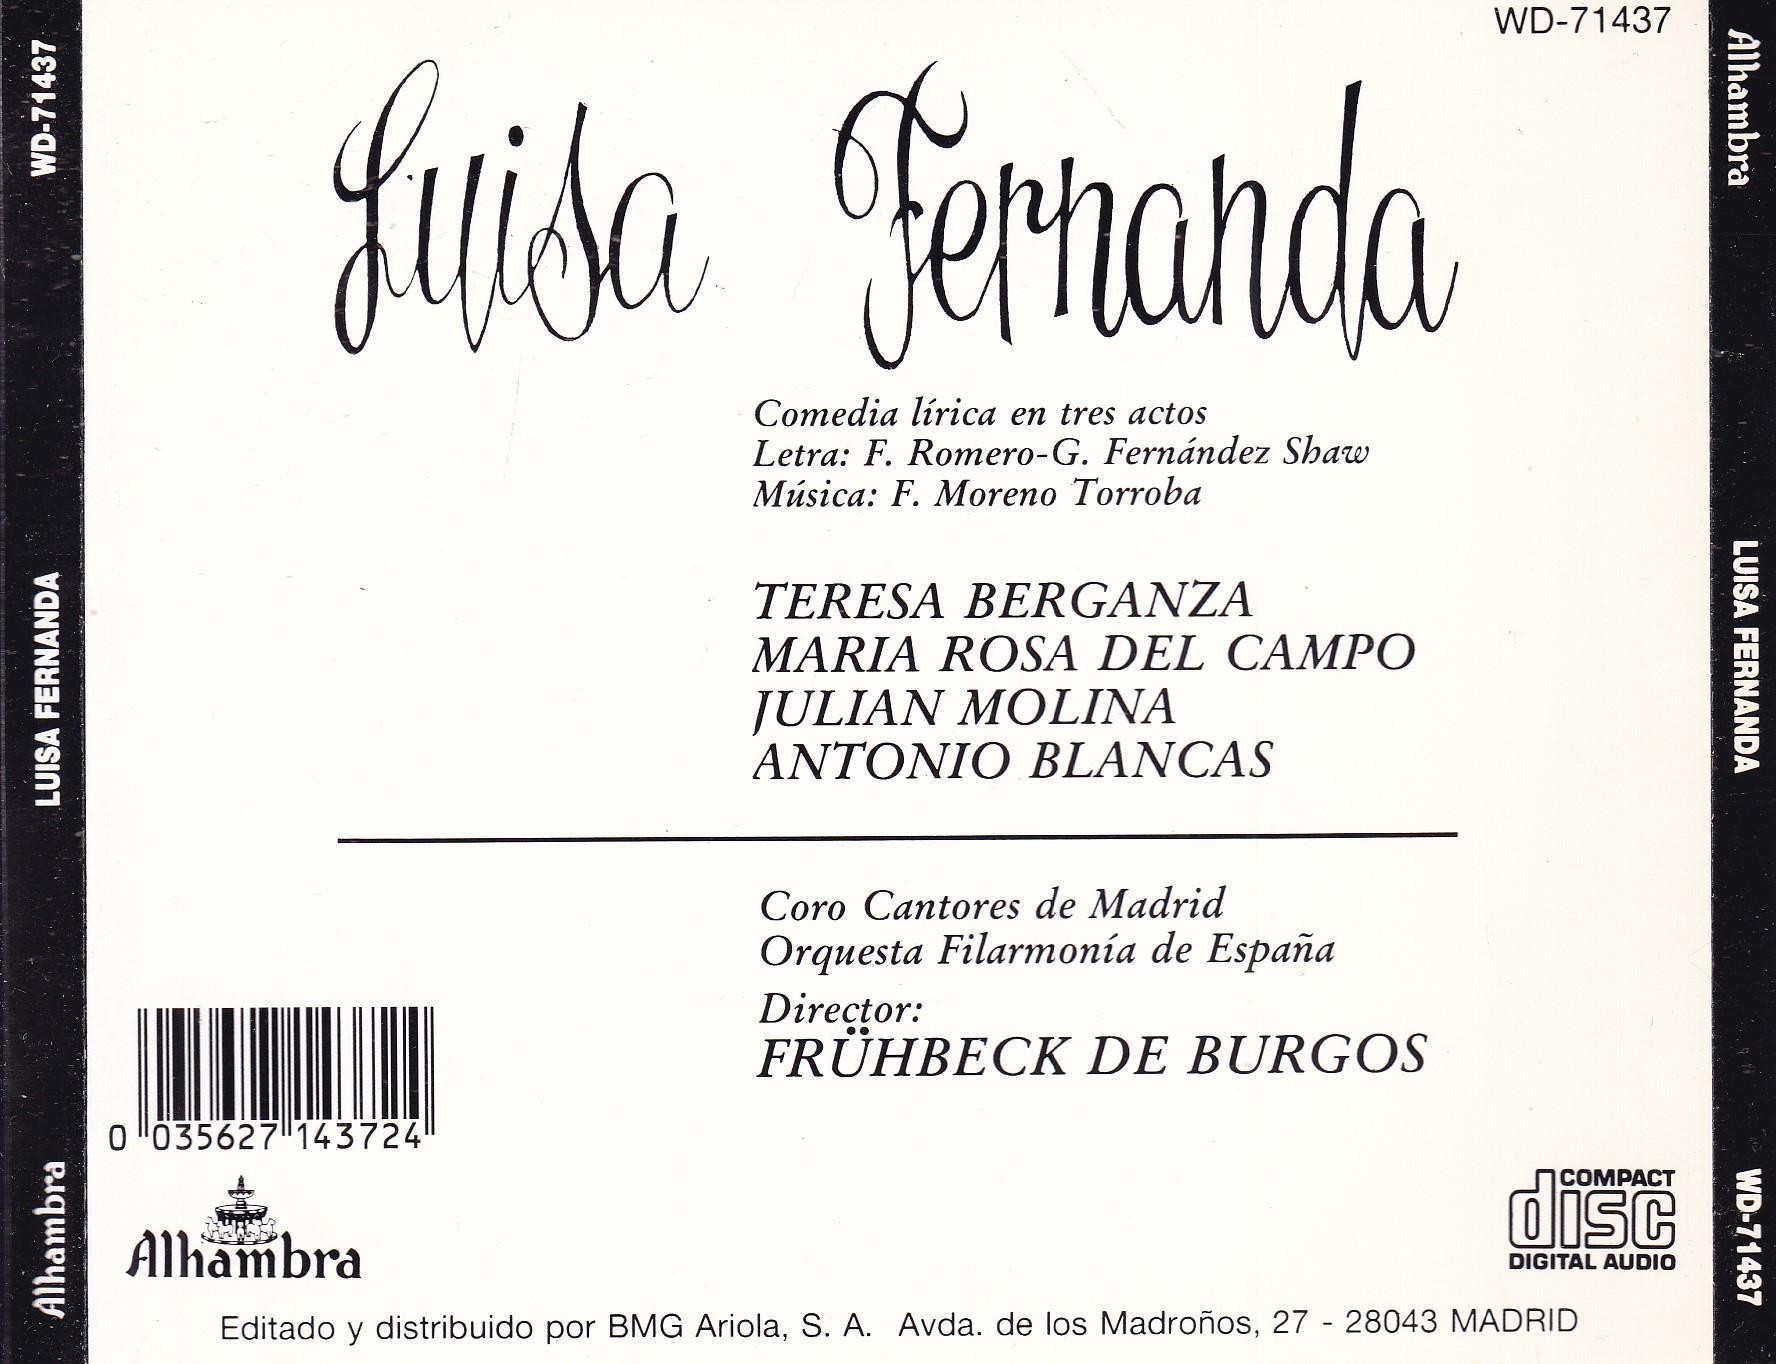 WD-71437
Luisa Fernanda
Comedia lírica en tres actos
Letra: F. Romero-G. Fernández Shaw
Música: F. Moreno Torroba
TERESA BERGANZA
MARIA ROSA DEL CAMPO
JULIAN MOLINA
ANTONIO BLANCAS
Coro Cantores de Madrid
Orquesta Filarmonía de España
Director:
FRÜHBECK DE BURGOS
0 035627 143724
Alhambra
COMPACT
disc
DIGITAL AUDIO
Editado y distribuido por BMG Ariola, S. A. Avda. de los Madroños, 27 - 28043 MADRID
Alhambra LUISA FERNANDA WD-71437
Alhambra LUISA FERNANDA WD-71437